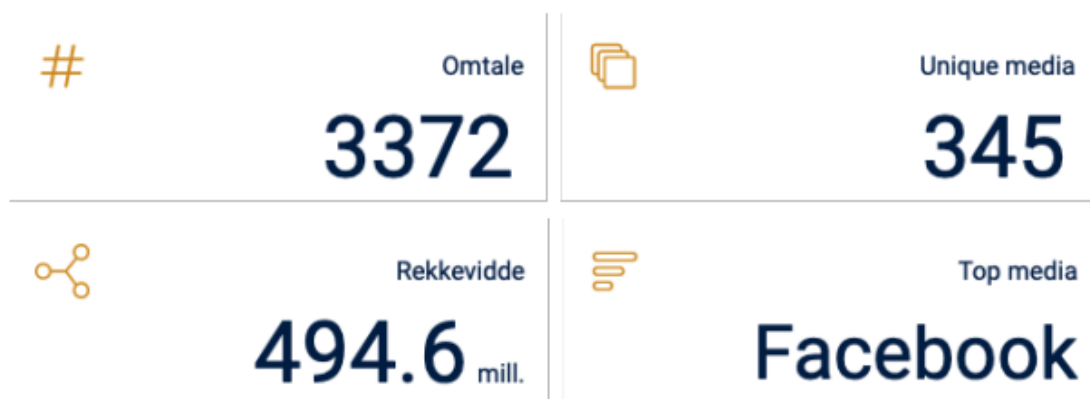 Omtale
3372
Unique media
345
Rekkevidde
494.6 mill.
Top media
Facebook